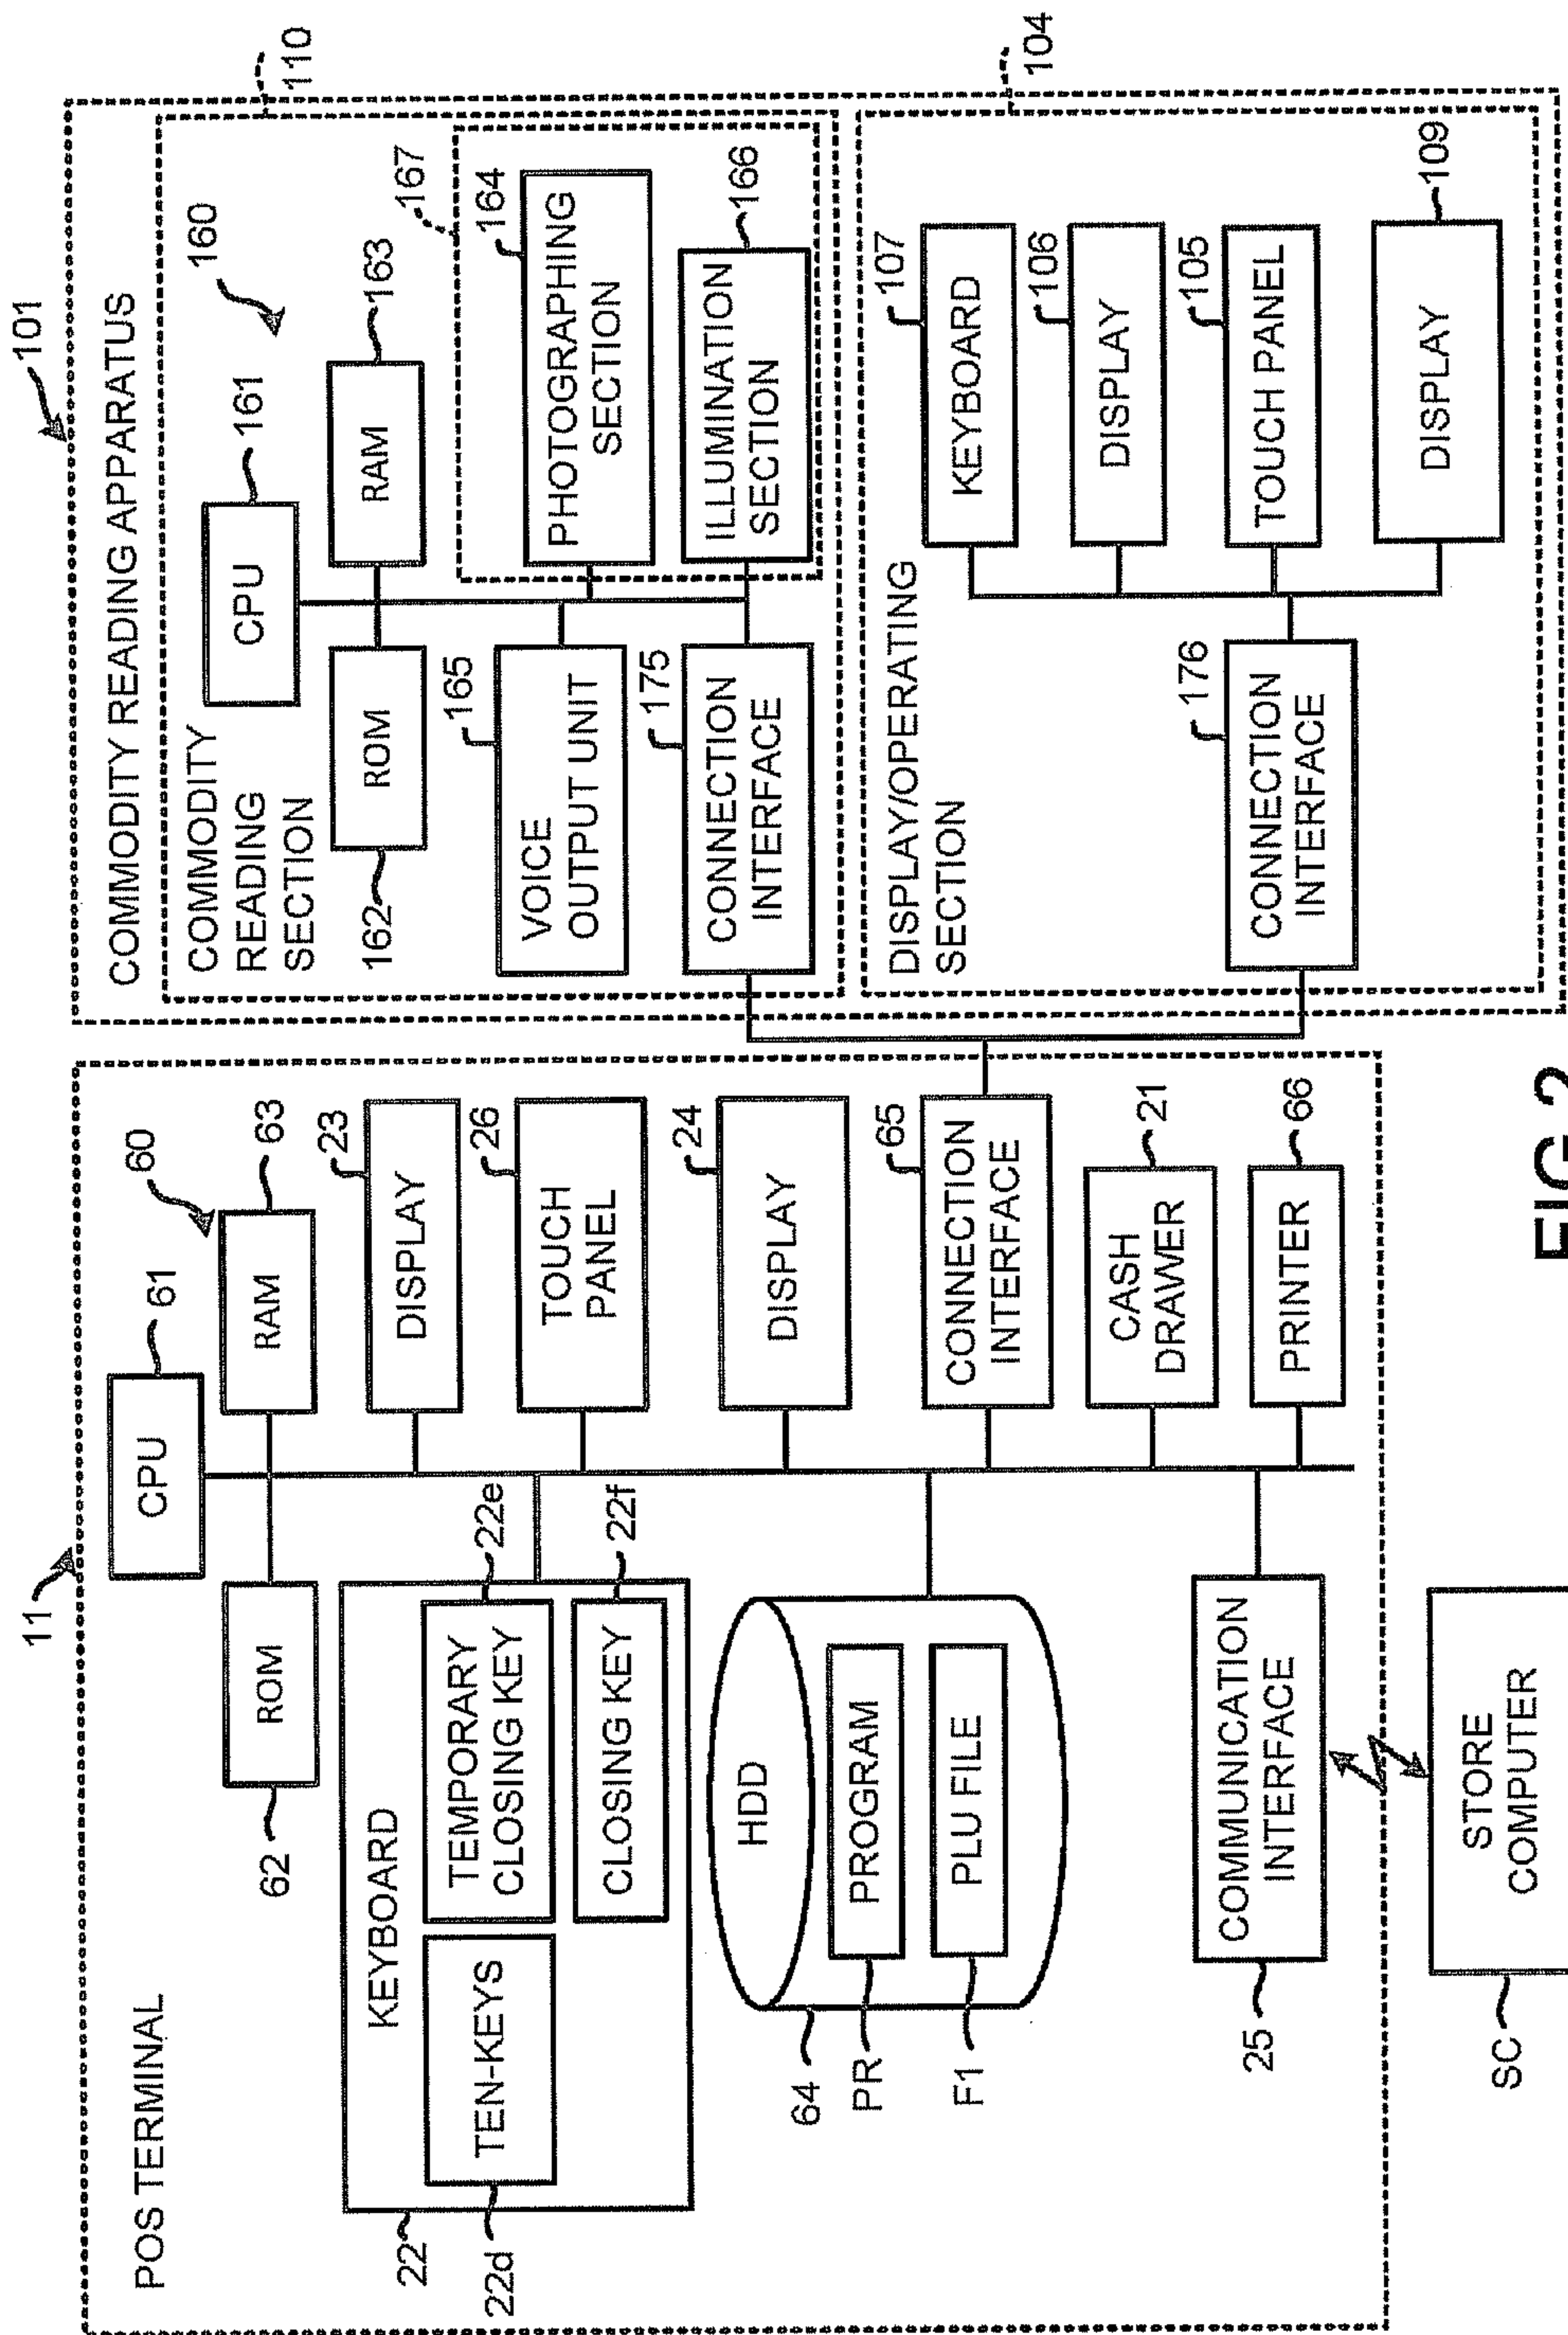 11
POS TERMINAL
CPU
61
60
ROM
62
RAM
63
KEYBOARD
22
TEN-KEYS
22d
TEMPORARY
CLOSING KEY
22e
CLOSING KEY
22f
DISPLAY
23
TOUCH
PANEL
26
HDD
64
PROGRAM
PR
PLU FILE
F1
DISPLAY
24
CONNECTION
INTERFACE
65
CASH
DRAWER
21
PRINTER
66
COMMUNICATION
INTERFACE
25
STORE
COMPUTER
SC
101
COMMODITY READING APPARATUS
110
COMMODITY
READING
SECTION
CPU
161
160
ROM
162
RAM
163
167
VOICE
OUTPUT UNIT
165
PHOTOGRAPHING
SECTION
164
CONNECTION
INTERFACE
175
ILLUMINATION
SECTION
166
DISPLAY/OPERATING
SECTION
104
KEYBOARD
107
DISPLAY
106
CONNECTION
INTERFACE
176
TOUCH PANEL
105
DISPLAY
109
FIG.2